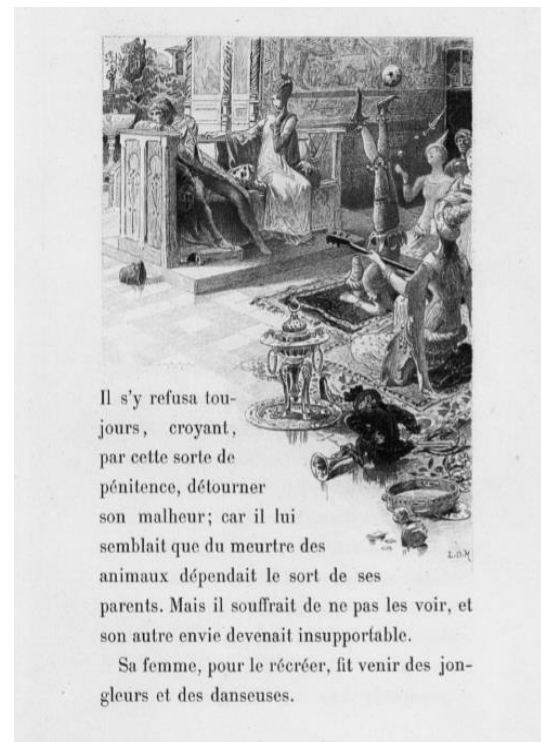 Il s'y refusa tou-
jours, croyant,
par cette sorte de
pénitence, détourner
son malheur; car il lui
semblait que du meurtre des
animaux dépendait le sort de ses
parents. Mais il souffrait de ne pas les voir, et
son autre envie devenait insupportable.
Sa femme, pour le récréer, fit venir des jon-
gleurs et des danseuses.
L.O.M